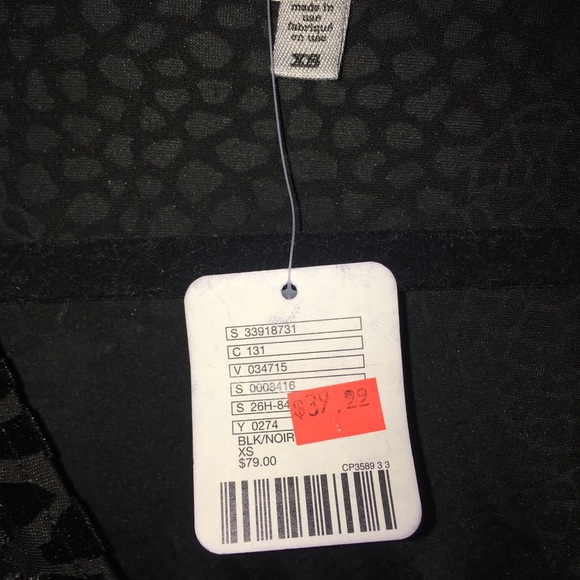 made in
usa
fabriqué
en usa
XS
S 33918731
C 131
V 034715
S 0008416
S 26H-84
$39.99
Y 0274
BLK/NOIR
XS
$79.00
CP3589 3 3